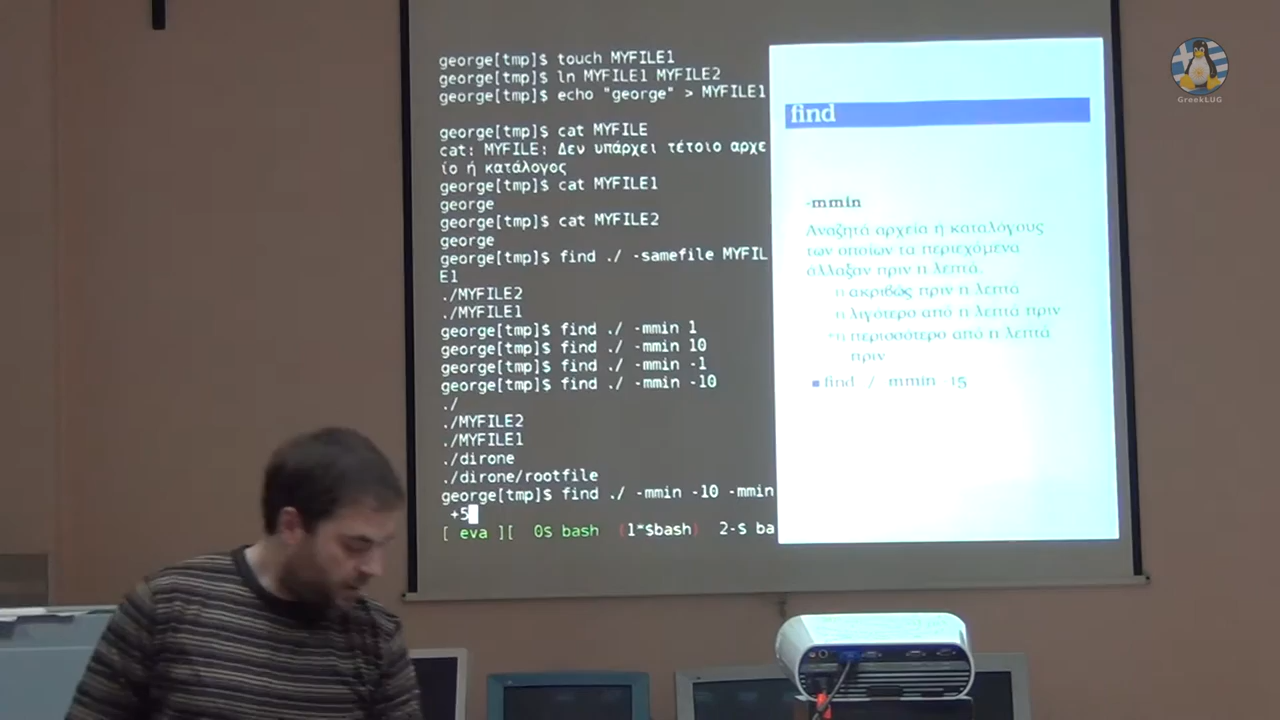 george[tmp]$ touch MYFILE1
george[tmp]$ ln MYFILE1 MYFILE2
george[tmp]$ echo "george" > MYFILE1
george[tmp]$ cat MYFILE
cat: MYFILE: Δεν υπάρχει τέτοιο αρχε
ίο ή κατάλογος
george[tmp]$ cat MYFILE1
george
george[tmp]$ cat MYFILE2
george
george[tmp]$ find ./ -samefile MYFIL
E1
./MYFILE2
./MYFILE1
george[tmp]$ find ./ -mmin 1
george[tmp]$ find ./ -mmin 10
george[tmp]$ find ./ -mmin -1
george[tmp]$ find ./ -mmin -10
./
./MYFILE2
./MYFILE1
./dirone
./dirone/rootfile
george[tmp]$ find ./ -mmin -10 -mmin
+5
[ eva ][ 0$ bash (1*$bash) 2-$ ba
find
-mmin
Αναζητά αρχεία ή καταλόγους
των οποίων τα περιεχόμενα
άλλαξαν πριν n λεπτά.
n ακριβώς πριν n λεπτά
n λιγότερο από n λεπτά πριν
+n περισσότερο από n λεπτά
πριν
find / mmin 15
GreekLUG